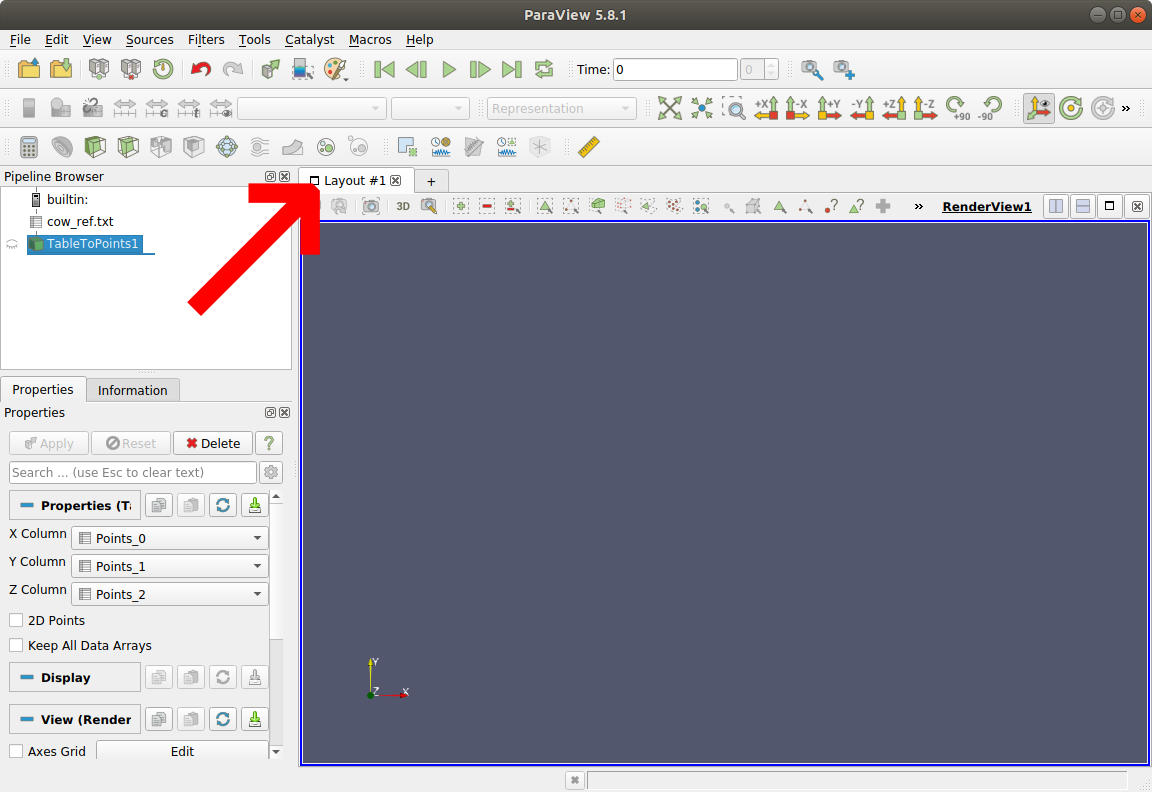 ParaView 5.8.1
File Edit View Sources Filters Tools Catalyst Macros Help
Time: 0 0
Representation +X -X +Y -Y +Z -Z +90 -90 »
Pipeline Browser
builtin:
cow_ref.txt
TableToPoints1
Layout #1 +
3D » RenderView1
Properties Information
Properties
Apply Reset Delete ?
Search ... (use Esc to clear text)
Properties (Ta
X Column Points_0
Y Column Points_1
Z Column Points_2
2D Points
Keep All Data Arrays
Display
View (Render
Axes Grid Edit
Y
Z X